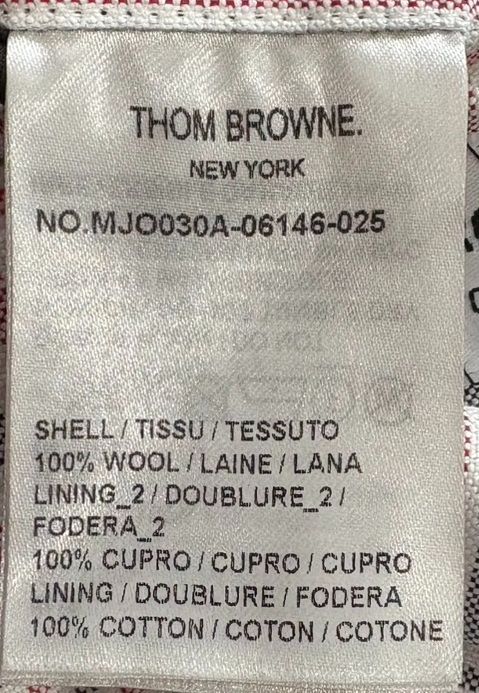 THOM BROWNE.
NEW YORK
NO.MJO030A-06146-025
SHELL / TISSU / TESSUTO
100% WOOL / LAINE / LANA
LINING_2 / DOUBLURE_2 /
FODERA_2
100% CUPRO / CUPRO / CUPRO
LINING / DOUBLURE / FODERA
100% COTTON / COTON / COTONE